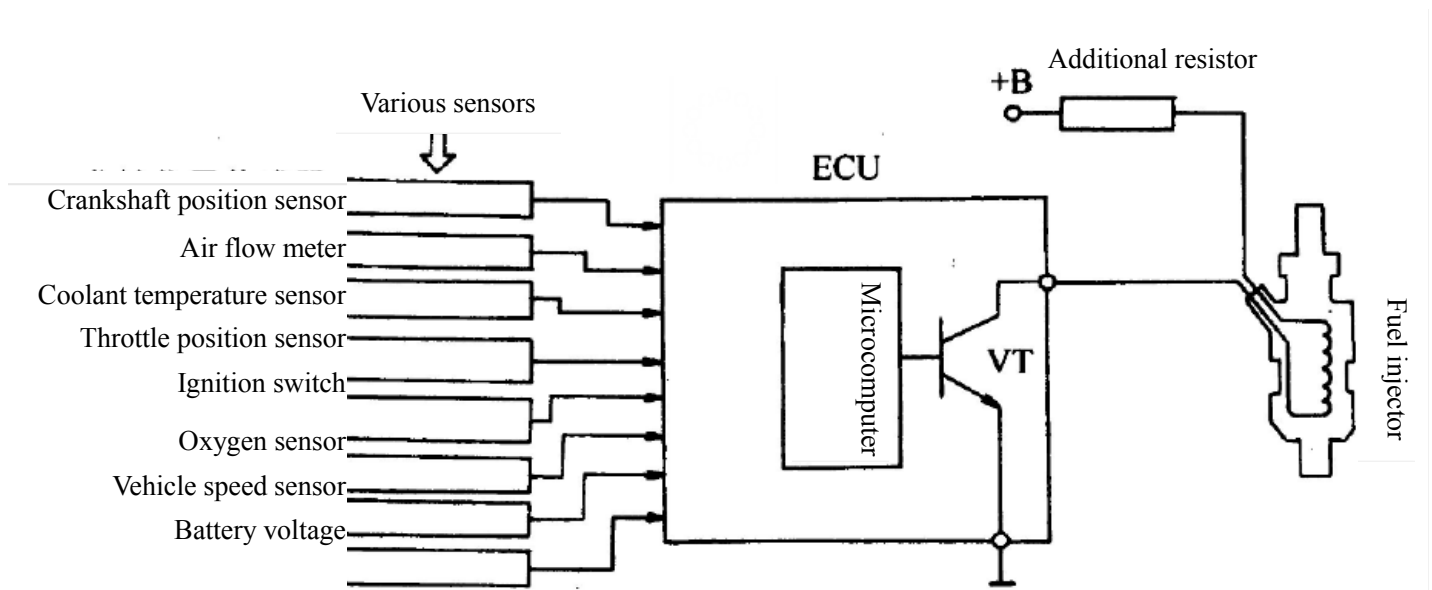 Additional resistor
+B
Various sensors
ECU
Crankshaft position sensor
Air flow meter
Coolant temperature sensor
Throttle position sensor
Ignition switch
Oxygen sensor
Vehicle speed sensor
Battery voltage
Microcomputer
VT
Fuel injector